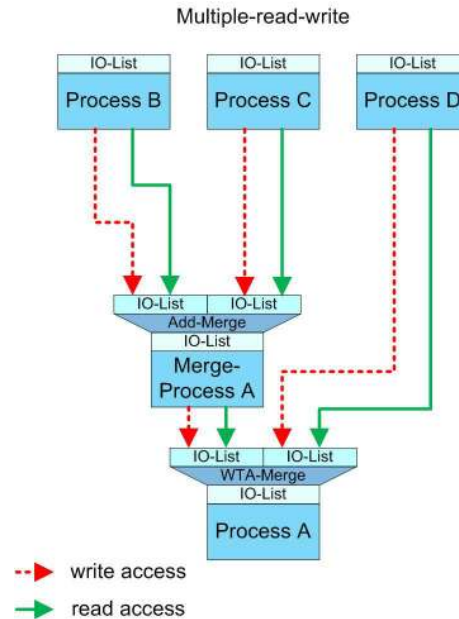 Multiple-read-write
IO-List IO-List IO-List
Process B Process C Process D
IO-List IO-List
Add-Merge
IO-List
Merge-
Process A
IO-List IO-List
WTA-Merge
IO-List
Process A
write access
read access